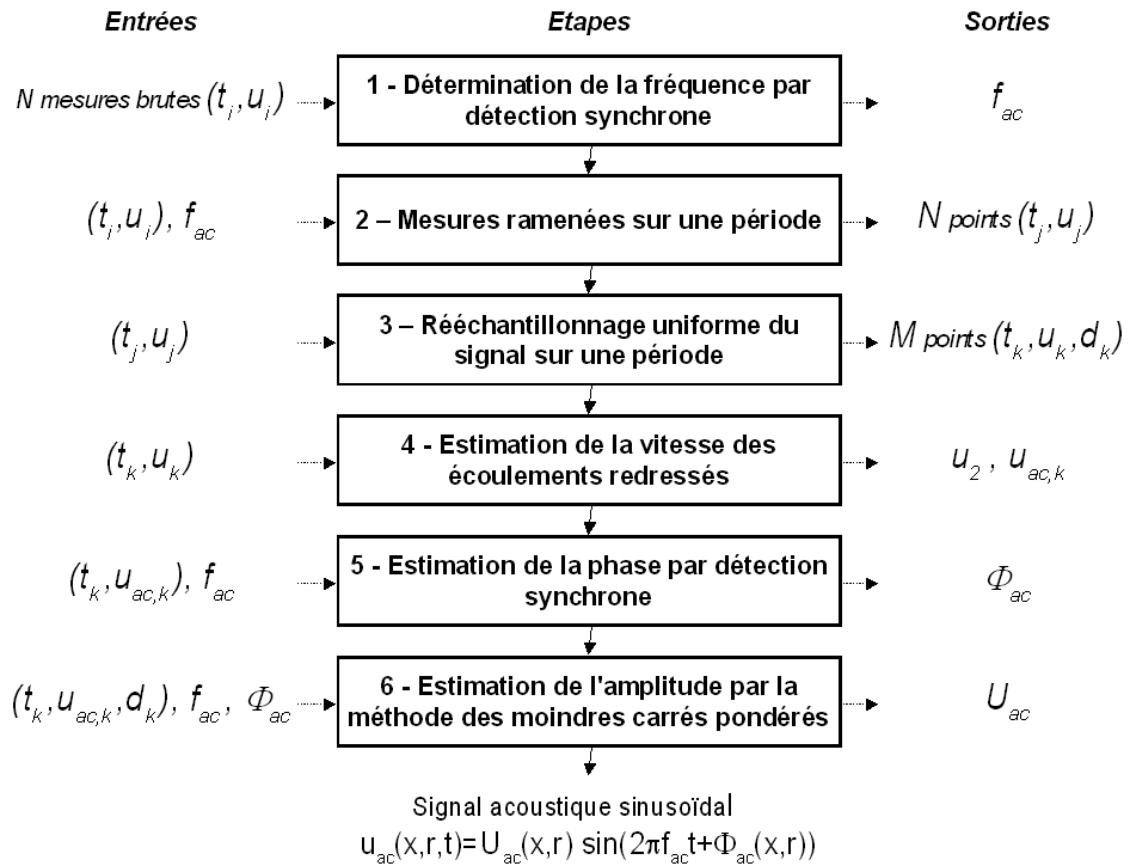 Entrées Etapes Sorties
N mesures brutes (t_i,u_i)
1 - Détermination de la fréquence par
détection synchrone
f_ac
(t_i,u_i), f_ac
2 – Mesures ramenées sur une période
N points (t_j,u_j)
(t_j,u_j)
3 – Rééchantillonnage uniforme du
signal sur une période
M points (t_k,u_k,d_k)
(t_k,u_k)
4 - Estimation de la vitesse des
écoulements redressés
u_2 , u_ac,k
(t_k,u_ac,k), f_ac
5 - Estimation de la phase par détection
synchrone
Φ_ac
(t_k,u_ac,k,d_k), f_ac, Φ_ac
6 - Estimation de l'amplitude par la
méthode des moindres carrés pondérés
U_ac
Signal acoustique sinusoïdal
u_ac(x,r,t)=U_ac(x,r) sin(2πf_act+Φ_ac(x,r))